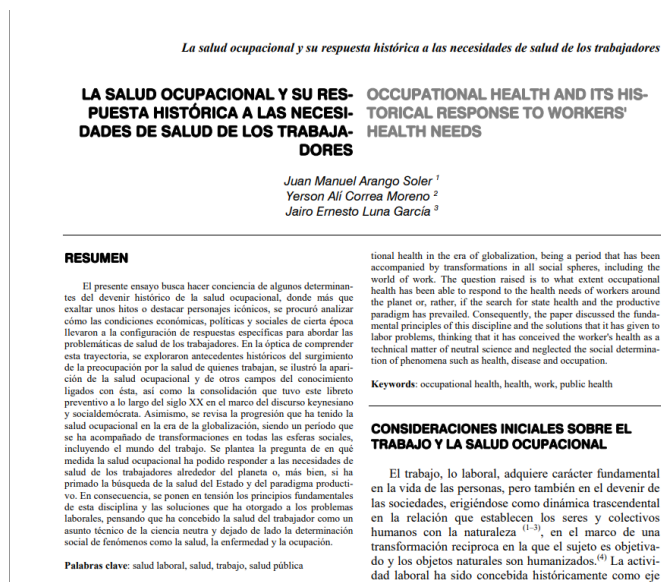 La salud ocupacional y su respuesta histórica a las necesidades de salud de los trabajadores
LA SALUD OCUPACIONAL Y SU RES-
PUESTA HISTÓRICA A LAS NECESI-
DADES DE SALUD DE LOS TRABAJA-
DORES
OCCUPATIONAL HEALTH AND ITS HIS-
TORICAL RESPONSE TO WORKERS'
HEALTH NEEDS
Juan Manuel Arango Soler 1
Yerson Alí Correa Moreno 2
Jairo Ernesto Luna García 3
RESUMEN
El presente ensayo busca hacer conciencia de algunos determinan-
tes del devenir histórico de la salud ocupacional, donde más que
exaltar unos hitos o destacar personajes icónicos, se procuró analizar
cómo las condiciones económicas, políticas y sociales de cierta época
llevaron a la configuración de respuestas específicas para abordar las
problemáticas de salud de los trabajadores. En la óptica de comprender
esta trayectoria, se exploraron antecedentes históricos del surgimiento
de la preocupación por la salud de quienes trabajan, se ilustró la apari-
ción de la salud ocupacional y de otros campos del conocimiento
ligados con ésta, así como la consolidación que tuvo este libreto
preventivo a lo largo del siglo XX en el marco del discurso keynesiano
y socialdemócrata. Asimismo, se revisa la progresión que ha tenido la
salud ocupacional en la era de la globalización, siendo un período que
se ha acompañado de transformaciones en todas las esferas sociales,
incluyendo el mundo del trabajo. Se plantea la pregunta de en qué
medida la salud ocupacional ha podido responder a las necesidades de
salud de los trabajadores alrededor del planeta o, más bien, si ha
primado la búsqueda de la salud del Estado y del paradigma producti-
vo. En consecuencia, se ponen en tensión los principios fundamentales
de esta disciplina y las soluciones que ha otorgado a los problemas
laborales, pensando que ha concebido la salud del trabajador como un
asunto técnico de la ciencia neutra y dejado de lado la determinación
social de fenómenos como la salud, la enfermedad y la ocupación.
Palabras clave: salud laboral, salud, trabajo, salud pública
tional health in the era of globalization, being a period that has been
accompanied by transformations in all social spheres, including the
world of work. The question raised is to what extent occupational
health has been able to respond to the health needs of workers around
the planet or, rather, if the search for state health and the productive
paradigm has prevailed. Consequently, the paper discussed the funda-
mental principles of this discipline and the solutions that it has given to
labor problems, thinking that it has conceived the worker's health as a
technical matter of neutral science and neglected the social determina-
tion of phenomena such as health, disease and occupation.
Keywords: occupational health, health, work, public health
CONSIDERACIONES INICIALES SOBRE EL
TRABAJO Y LA SALUD OCUPACIONAL
El trabajo, lo laboral, adquiere carácter fundamental
en la vida de las personas, pero también en el devenir de
las sociedades, erigiéndose como dinámica trascendental
en la relación que establecen los seres y colectivos
humanos con la naturaleza (1–3), en el marco de una
transformación reciproca en la que el sujeto es objetiva-
do y los objetos naturales son humanizados.(4) La activi-
dad laboral ha sido concebida históricamente como eje